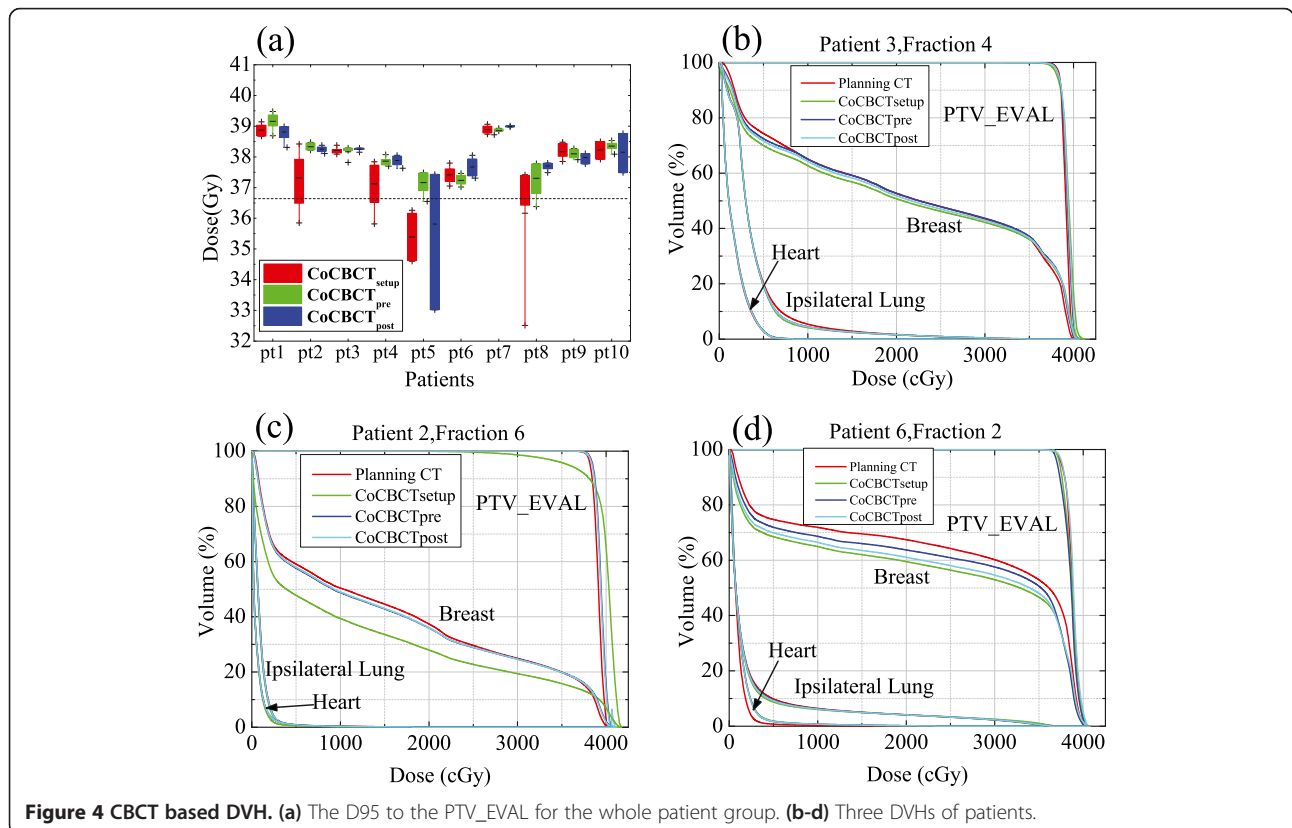 (a)
41
40
39
38
37
36
35
34
33
32
Dose(Gy)
CoCBCTsetup
CoCBCTpre
CoCBCTpost
pt1 pt2 pt3 pt4 pt5 pt6 pt7 pt8 pt9 pt10
Patients
(b)
Patient 3,Fraction 4
100
80
60
40
20
0
Volume (%)
Planning CT
CoCBCTsetup
CoCBCTpre
CoCBCTpost
PTV_EVAL
Breast
Heart
Ipsilateral Lung
0 1000 2000 3000 4000
Dose (cGy)
(c)
Patient 2,Fraction 6
100
80
60
40
20
0
Volume (%)
Planning CT
CoCBCTsetup
CoCBCTpre
CoCBCTpost
PTV_EVAL
Breast
Ipsilateral Lung
Heart
0 1000 2000 3000 4000
Dose (cGy)
(d)
Patient 6,Fraction 2
100
80
60
40
20
0
Volume (%)
Planning CT
CoCBCTsetup
CoCBCTpre
CoCBCTpost
PTV_EVAL
Breast
Heart
Ipsilateral Lung
0 1000 2000 3000 4000
Dose (cGy)
Figure 4 CBCT based DVH. (a) The D95 to the PTV_EVAL for the whole patient group. (b-d) Three DVHs of patients.